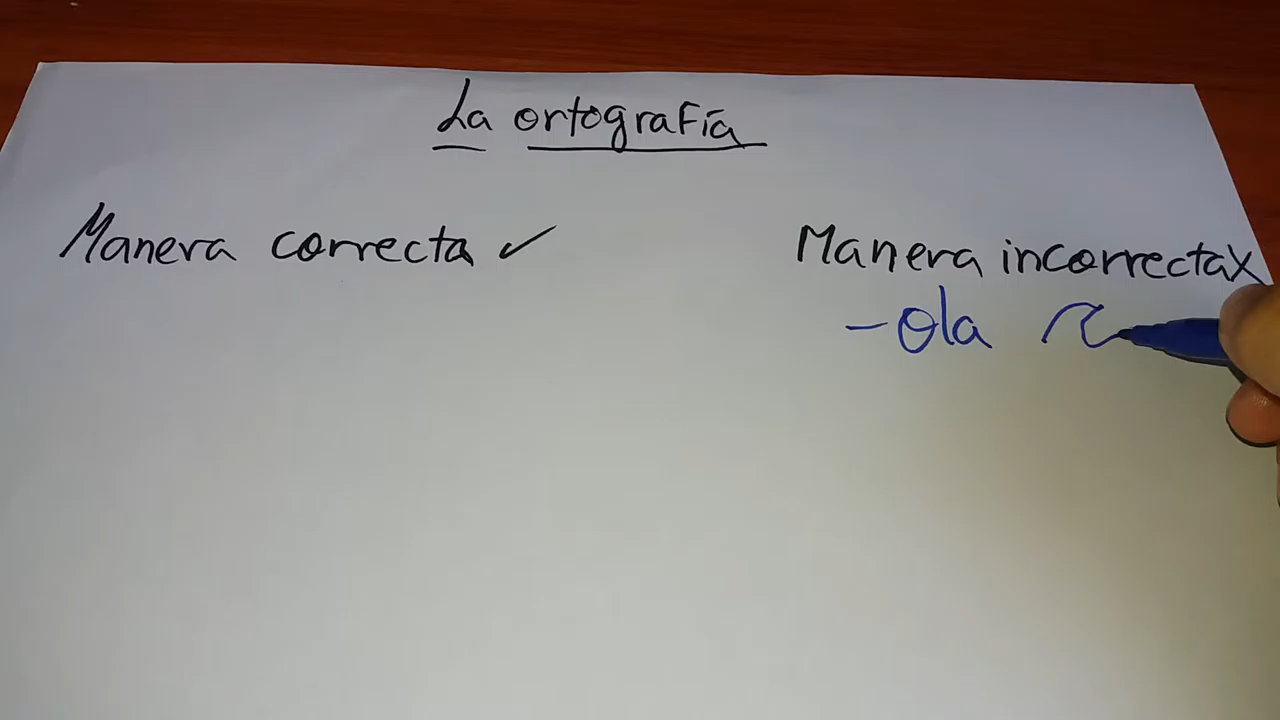 La ortografía
Manera correcta ✓
Manera incorrecta X
- Ola